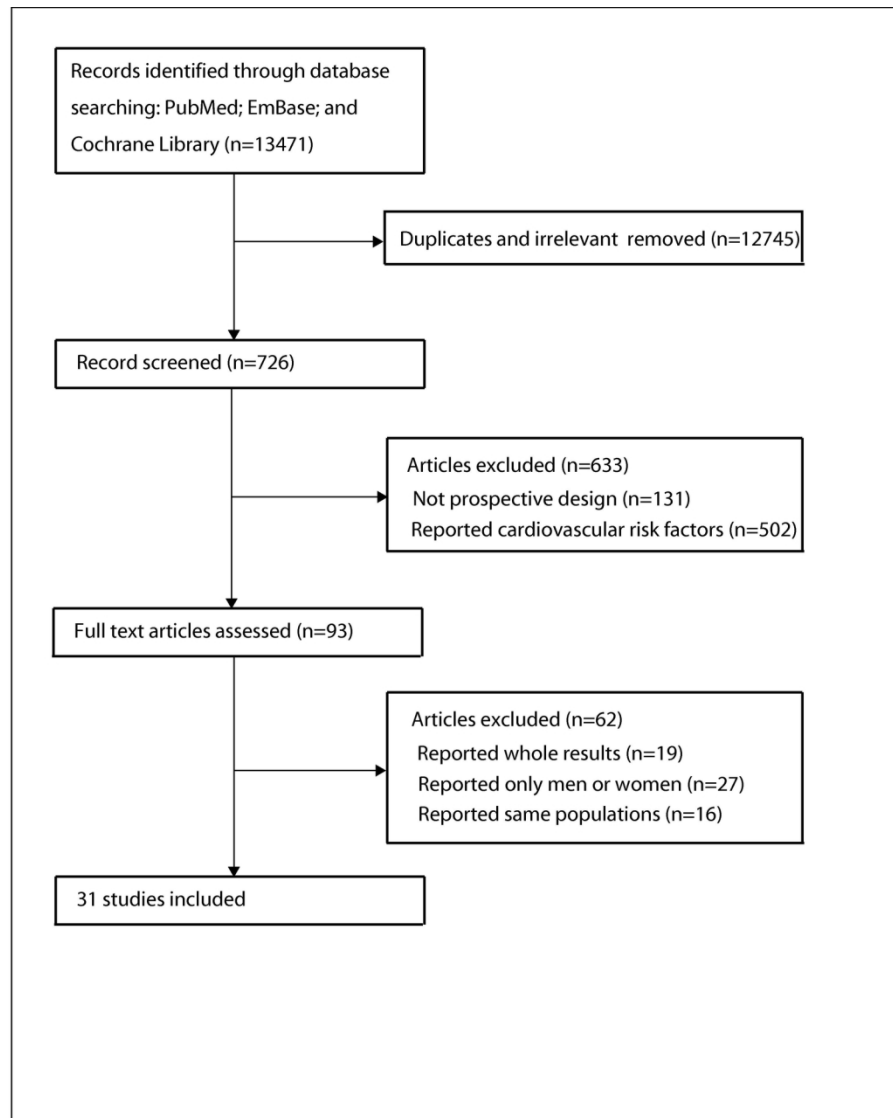 Records identified through database
searching: PubMed; EmBase; and
Cochrane Library (n=13471)
Duplicates and irrelevant removed (n=12745)
Record screened (n=726)
Articles excluded (n=633)
Not prospective design (n=131)
Reported cardiovascular risk factors (n=502)
Full text articles assessed (n=93)
Articles excluded (n=62)
Reported whole results (n=19)
Reported only men or women (n=27)
Reported same populations (n=16)
31 studies included